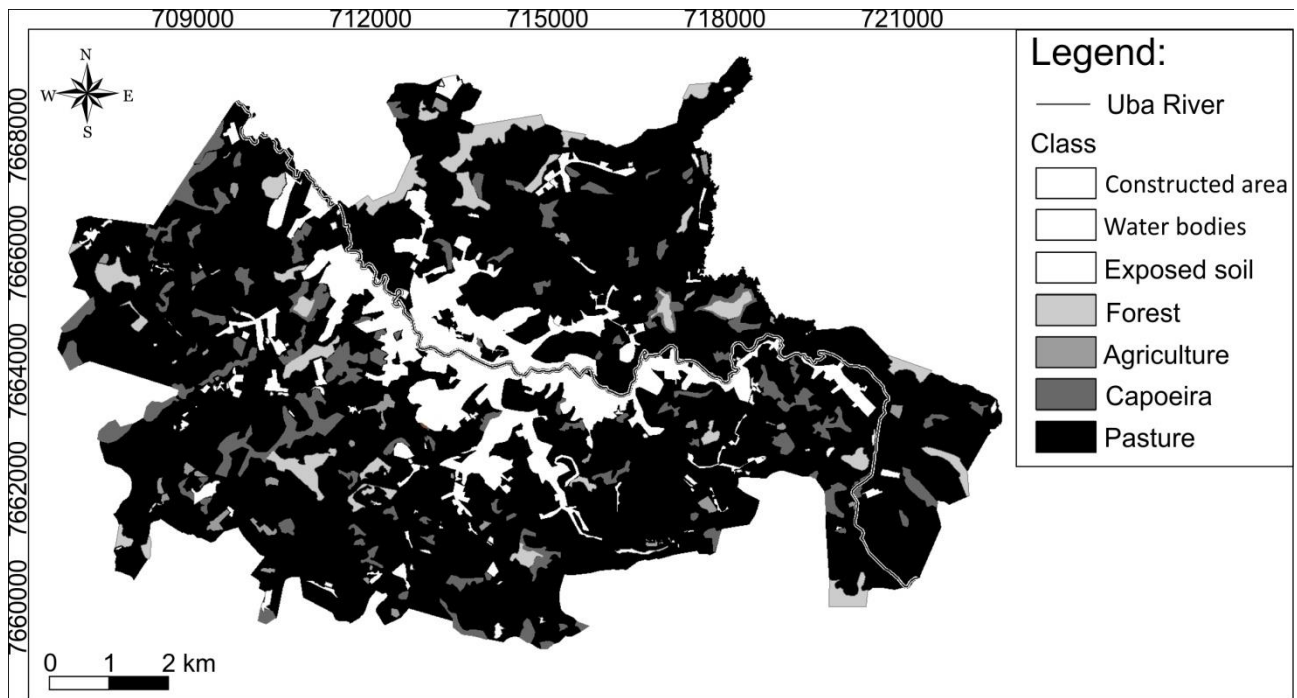 709000 712000 715000 718000 721000
N
W E
S
7668000
7666000
7664000
7662000
7660000
0 1 2 km
Legend:
Uba River
Class
Constructed area
Water bodies
Exposed soil
Forest
Agriculture
Capoeira
Pasture